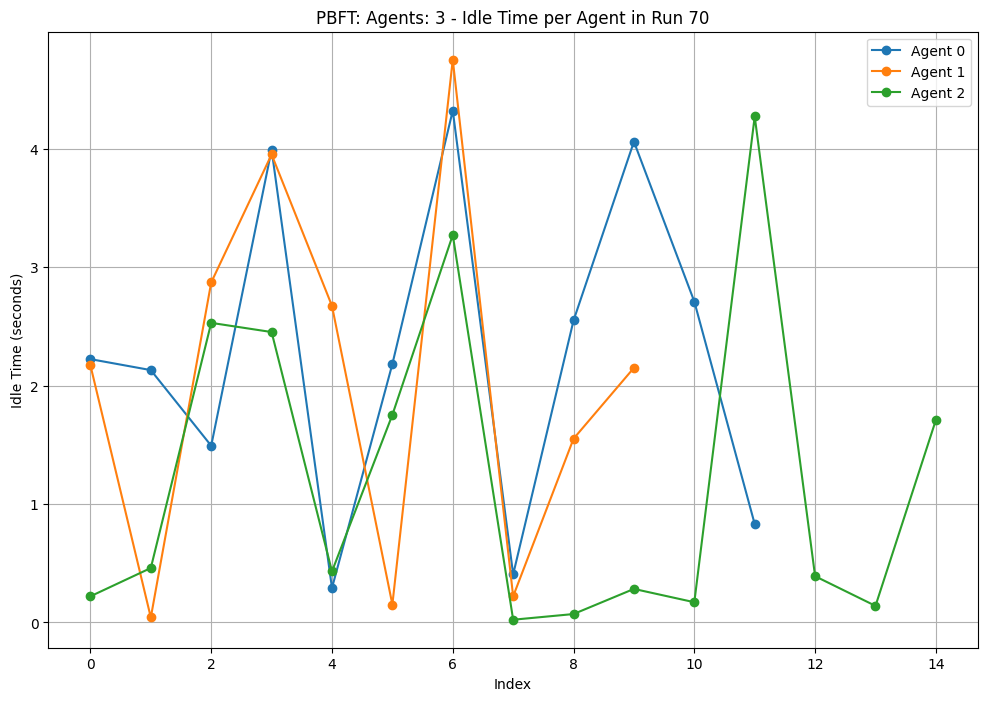 PBFT: Agents: 3 - Idle Time per Agent in Run 70
Agent 0
Agent 1
Agent 2
Idle Time (seconds)
4
3
2
1
0
0 2 4 6 8 10 12 14
Index